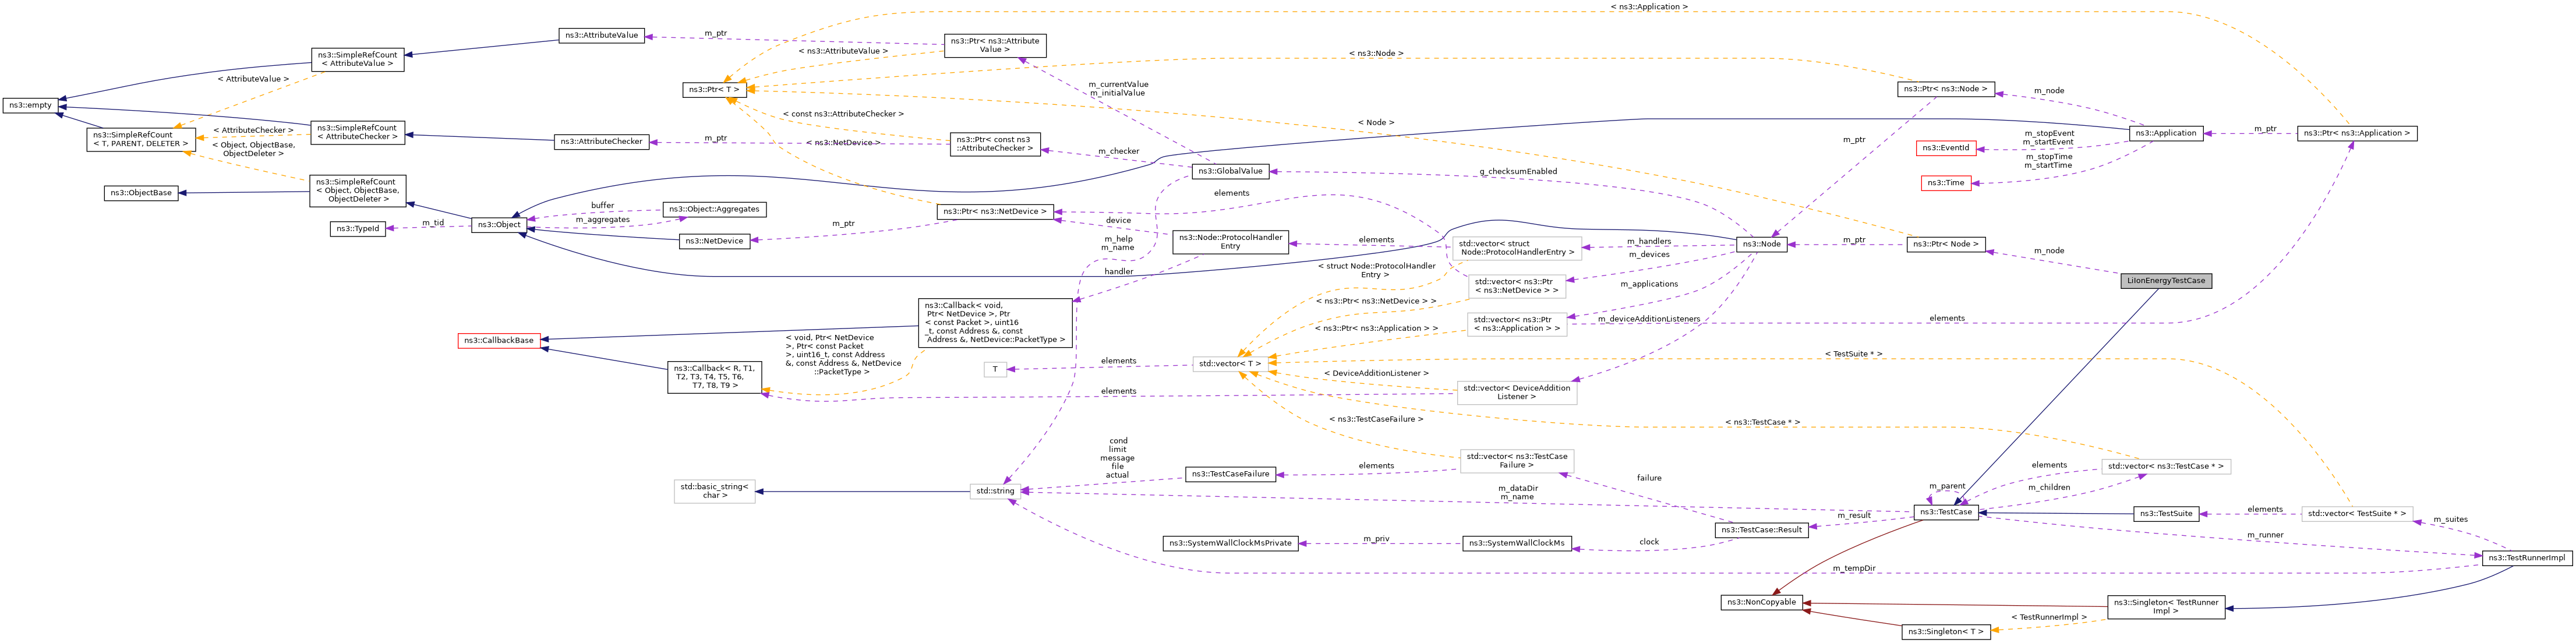 ns3::empty
ns3::SimpleRefCount
< AttributeValue >
< AttributeValue >
ns3::SimpleRefCount
< T, PARENT, DELETER >
< AttributeChecker >
ns3::SimpleRefCount
< AttributeChecker >
< Object, ObjectBase,
ObjectDeleter >
ns3::ObjectBase
ns3::SimpleRefCount
< Object, ObjectBase,
ObjectDeleter >
ns3::TypeId
m_tid
ns3::Object
ns3::AttributeValue
ns3::AttributeChecker
buffer
m_aggregates
ns3::Object::Aggregates
ns3::NetDevice
m_ptr
ns3::Ptr< T >
m_ptr
< ns3::AttributeValue >
< const ns3::AttributeChecker >
< ns3::NetDevice >
m_ptr
ns3::Ptr< ns3::Attribute
Value >
ns3::Ptr< const ns3
::AttributeChecker >
ns3::Ptr< ns3::NetDevice >
m_currentValue
m_initialValue
m_checker
ns3::GlobalValue
elements
device
m_help
m_name
handler
ns3::Node::ProtocolHandler
Entry
ns3::CallbackBase
ns3::Callback< R, T1,
T2, T3, T4, T5, T6,
T7, T8, T9 >
< void, Ptr< NetDevice
>, Ptr< const Packet
>, uint16_t, const Address
&, const Address &, NetDevice
::PacketType >
ns3::Callback< void,
Ptr< NetDevice >, Ptr
< const Packet >, uint16
_t, const Address &, const
Address &, NetDevice::PacketType >
T
elements
elements
std::vector< T >
std::basic_string<
char >
std::string
cond
limit
message
file
actual
ns3::TestCaseFailure
ns3::SystemWallClockMsPrivate
m_priv
ns3::SystemWallClockMs
< ns3::Application >
< ns3::Node >
< Node >
g_checksumEnabled
elements
std::vector< struct
Node::ProtocolHandlerEntry >
< struct Node::ProtocolHandler
Entry >
std::vector< ns3::Ptr
< ns3::NetDevice > >
< ns3::Ptr< ns3::NetDevice > >
std::vector< ns3::Ptr
< ns3::Application > >
< ns3::Ptr< ns3::Application > >
< DeviceAdditionListener >
std::vector< DeviceAddition
Listener >
< ns3::TestCaseFailure >
std::vector< ns3::TestCase
Failure >
elements
m_dataDir
m_name
m_handlers
m_devices
m_applications
m_deviceAdditionListeners
failure
clock
ns3::TestCase::Result
ns3::Node
m_ptr
m_ptr
ns3::Ptr< ns3::Node >
ns3::EventId
ns3::Time
ns3::Ptr< Node >
m_node
m_stopEvent
m_startEvent
m_stopTime
m_startTime
ns3::Application
m_ptr
ns3::Ptr< ns3::Application >
m_node
LiIonEnergyTestCase
elements
< TestSuite * >
< ns3::TestCase * >
m_result
m_parent
ns3::TestCase
elements
m_children
std::vector< ns3::TestCase * >
ns3::TestSuite
elements
std::vector< TestSuite * >
m_suites
m_runner
ns3::TestRunnerImpl
m_tempDir
ns3::NonCopyable
ns3::Singleton< TestRunner
Impl >
< TestRunnerImpl >
ns3::Singleton< T >